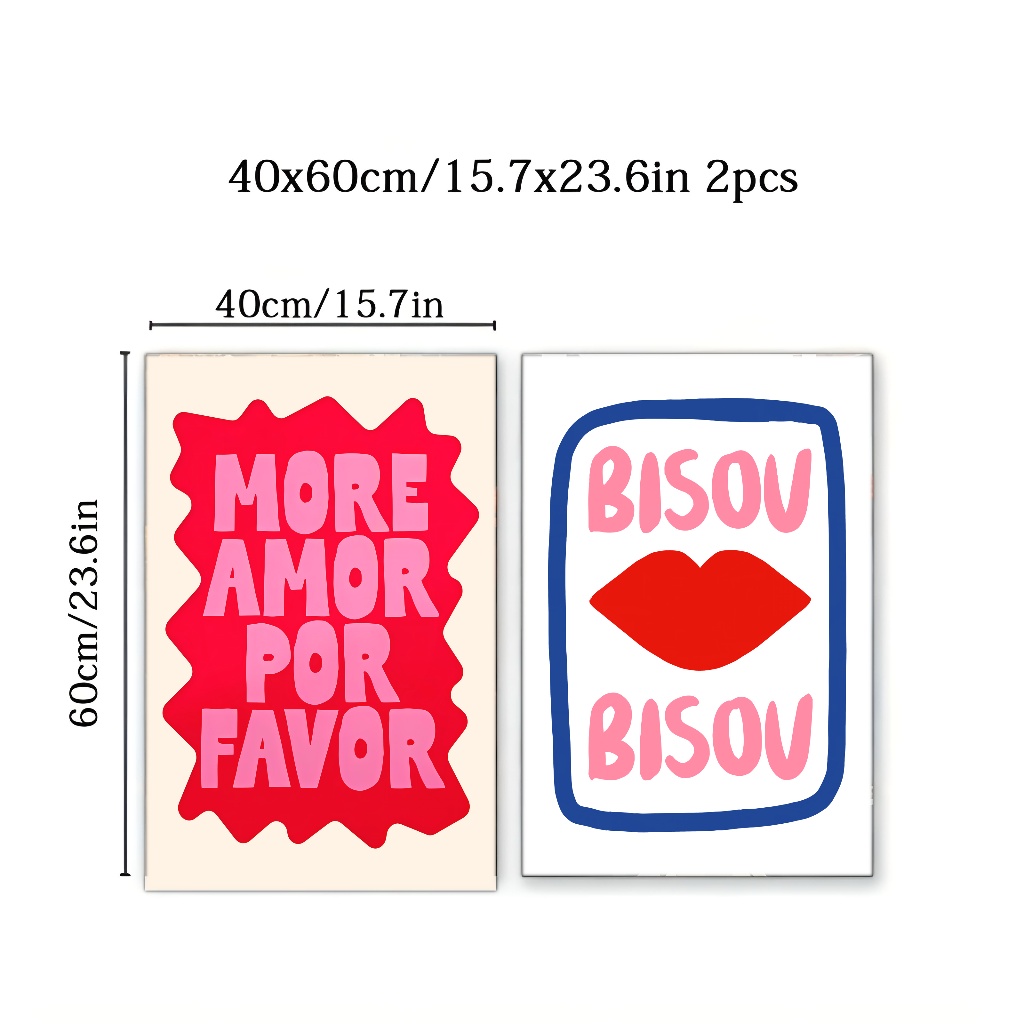 40x60cm/15.7x23.6in 2pcs
40cm/15.7in
60cm/23.6in
MORE
AMOR
POR
FAVOR
BISOU
BISOU